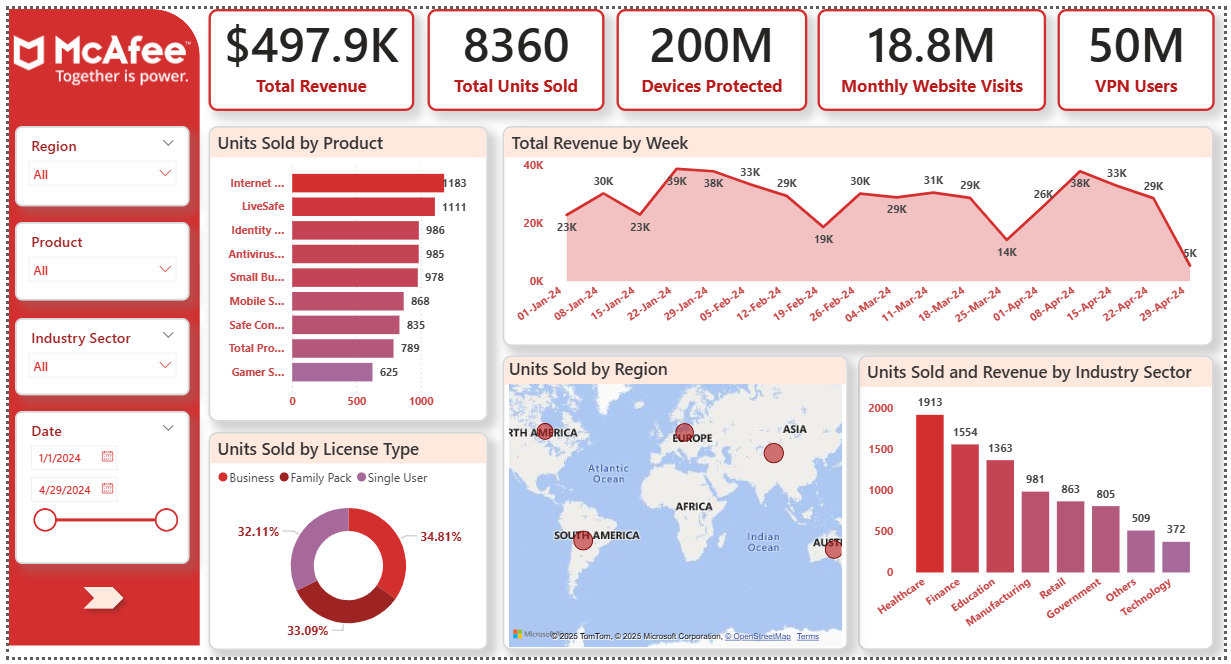 McAfee™
Together is power.
$497.9K
Total Revenue
8360
Total Units Sold
200M
Devices Protected
18.8M
Monthly Website Visits
50M
VPN Users
Region
All
Product
All
Industry Sector
All
Date
1/1/2024
4/29/2024
Units Sold by Product
Internet ... 1183
LiveSafe 1111
Identity ... 986
Antivirus... 985
Small Bu... 978
Mobile S... 868
Safe Con... 835
Total Pro... 789
Gamer S... 625
0 500 1000
Total Revenue by Week
40K
20K
0K
23K 30K 23K 39K 38K 33K 29K 19K 30K 29K 31K 29K 14K 26K 38K 33K 29K 5K
01-Jan-24 08-Jan-24 15-Jan-24 22-Jan-24 29-Jan-24 05-Feb-24 12-Feb-24 19-Feb-24 26-Feb-24 04-Mar-24 11-Mar-24 18-Mar-24 25-Mar-24 01-Apr-24 08-Apr-24 15-Apr-24 22-Apr-24 29-Apr-24
Units Sold by License Type
Business Family Pack Single User
32.11%
34.81%
33.09%
Units Sold by Region
RTH AMERICA
EUROPE
ASIA
Atlantic
Ocean
AFRICA
SOUTH AMERICA
Indian
Ocean
AUST
Microsoft
© 2025 TomTom, © 2025 Microsoft Corporation, © OpenStreetMap Terms
Units Sold and Revenue by Industry Sector
2000
1500
1000
500
0
1913 1554 1363 981 863 805 509 372
Healthcare Finance Education Manufacturing Retail Government Others Technology